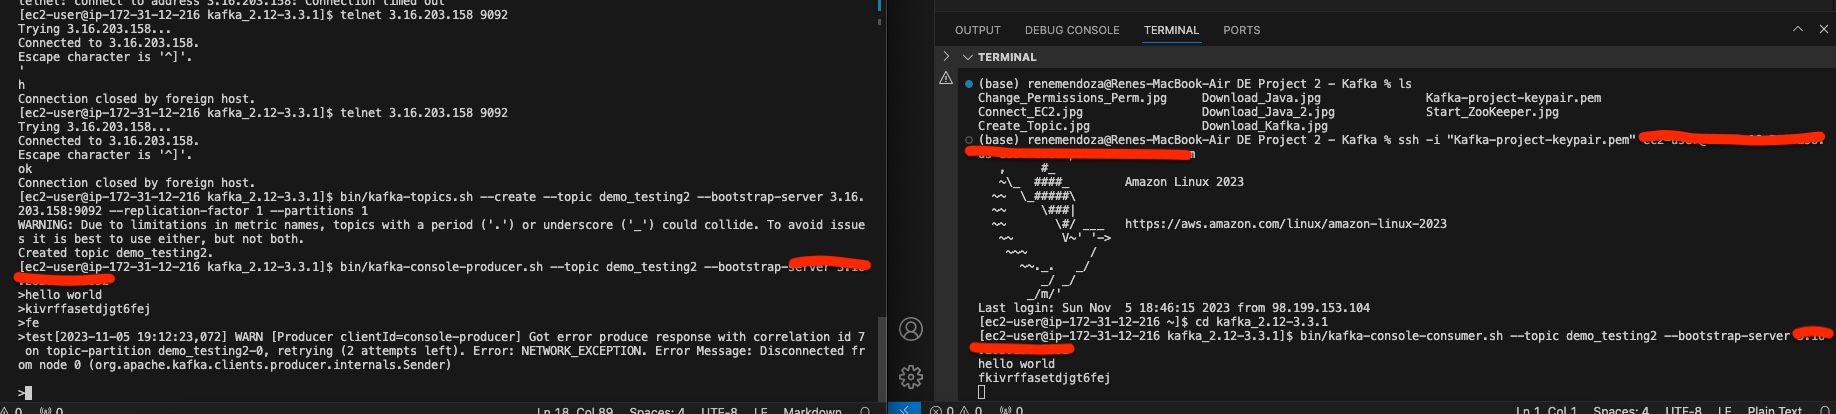 telnet: connect to address 3.16.203.158: Connection timed out
[ec2-user@ip-172-31-12-216 kafka_2.12-3.3.1]$ telnet 3.16.203.158 9092
Trying 3.16.203.158...
Connected to 3.16.203.158.
Escape character is '^]'.
'
h
Connection closed by foreign host.
[ec2-user@ip-172-31-12-216 kafka_2.12-3.3.1]$ telnet 3.16.203.158 9092
Trying 3.16.203.158...
Connected to 3.16.203.158.
Escape character is '^]'.
ok
Connection closed by foreign host.
[ec2-user@ip-172-31-12-216 kafka_2.12-3.3.1]$ bin/kafka-topics.sh --create --topic demo_testing2 --bootstrap-server 3.16.
203.158:9092 --replication-factor 1 --partitions 1
WARNING: Due to limitations in metric names, topics with a period ('.') or underscore ('_') could collide. To avoid issue
s it is best to use either, but not both.
Created topic demo_testing2.
[ec2-user@ip-172-31-12-216 kafka_2.12-3.3.1]$ bin/kafka-console-producer.sh --topic demo_testing2 --bootstrap-server
>hello world
>kivrffasetdjgt6fej
>fe
>test[2023-11-05 19:12:23,072] WARN [Producer clientId=console-producer] Got error produce response with correlation id 7
 on topic-partition demo_testing2-0, retrying (2 attempts left). Error: NETWORK_EXCEPTION. Error Message: Disconnected fr
om node 0 (org.apache.kafka.clients.producer.internals.Sender)
>
0 0 Ln 18, Col 89 Spaces: 4 UTF-8 LF Markdown
OUTPUT DEBUG CONSOLE TERMINAL PORTS
TERMINAL
(base) renemendoza@Renes-MacBook-Air DE Project 2 - Kafka % ls
Change_Permissions_Perm.jpg Download_Java.jpg Kafka-project-keypair.pem
Connect_EC2.jpg Download_Java_2.jpg Start_ZooKeeper.jpg
Create_Topic.jpg Download_Kafka.jpg
(base) renemendoza@Renes-MacBook-Air DE Project 2 - Kafka % ssh -i "Kafka-project-keypair.pem"
   ,     #_
   ~\_  ####_        Amazon Linux 2023
  ~~  \_#####\
  ~~     \###|
  ~~       \#/ ___   https://aws.amazon.com/linux/amazon-linux-2023
   ~~       V~' '->
    ~~~         /
      ~~._.   _/
         _/ _/
       _/m/'
Last login: Sun Nov  5 18:46:15 2023 from 98.199.153.104
[ec2-user@ip-172-31-12-216 ~]$ cd kafka_2.12-3.3.1
[ec2-user@ip-172-31-12-216 kafka_2.12-3.3.1]$ bin/kafka-console-consumer.sh --topic demo_testing2 --bootstrap-server
hello world
fkivrffasetdjgt6fej
0 0 0 Ln 1, Col 1 Spaces: 4 UTF-8 LF Plain Text